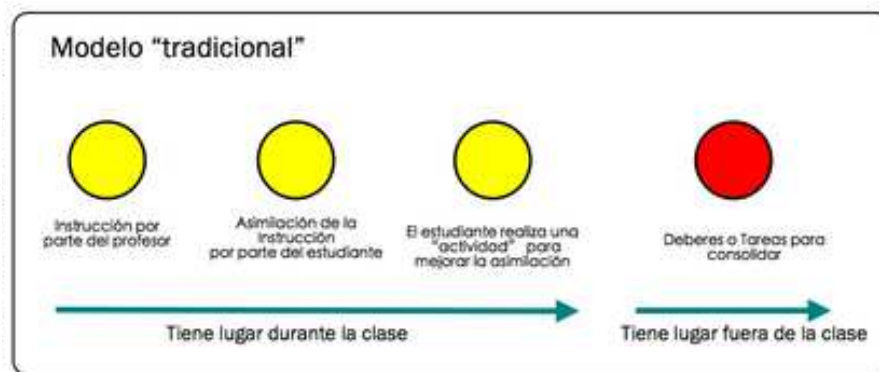 Modelo “tradicional”
Instrucción por
parte del profesor
Asimilación de la
Instrucción
por parte del estudiante
El estudiante realiza una
"actividad" para
mejorar la asimilación
Deberes o Tareas para
consolidar
Tiene lugar durante la clase
Tiene lugar fuera de la clase